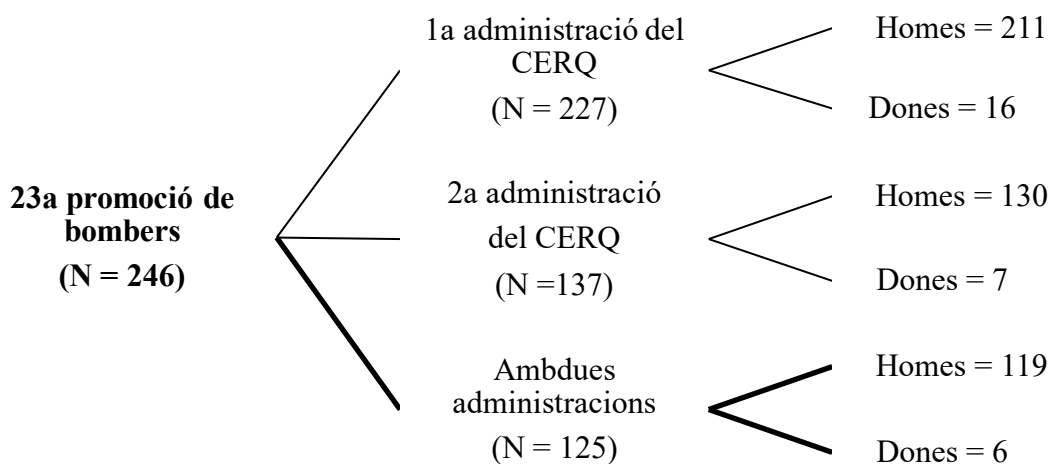 23a promoció de
bombers
(N = 246)
1a administració del
CERQ
(N = 227)
Homes = 211
Dones = 16
2a administració
del CERQ
(N =137)
Homes = 130
Dones = 7
Ambdues
administracions
(N = 125)
Homes = 119
Dones = 6